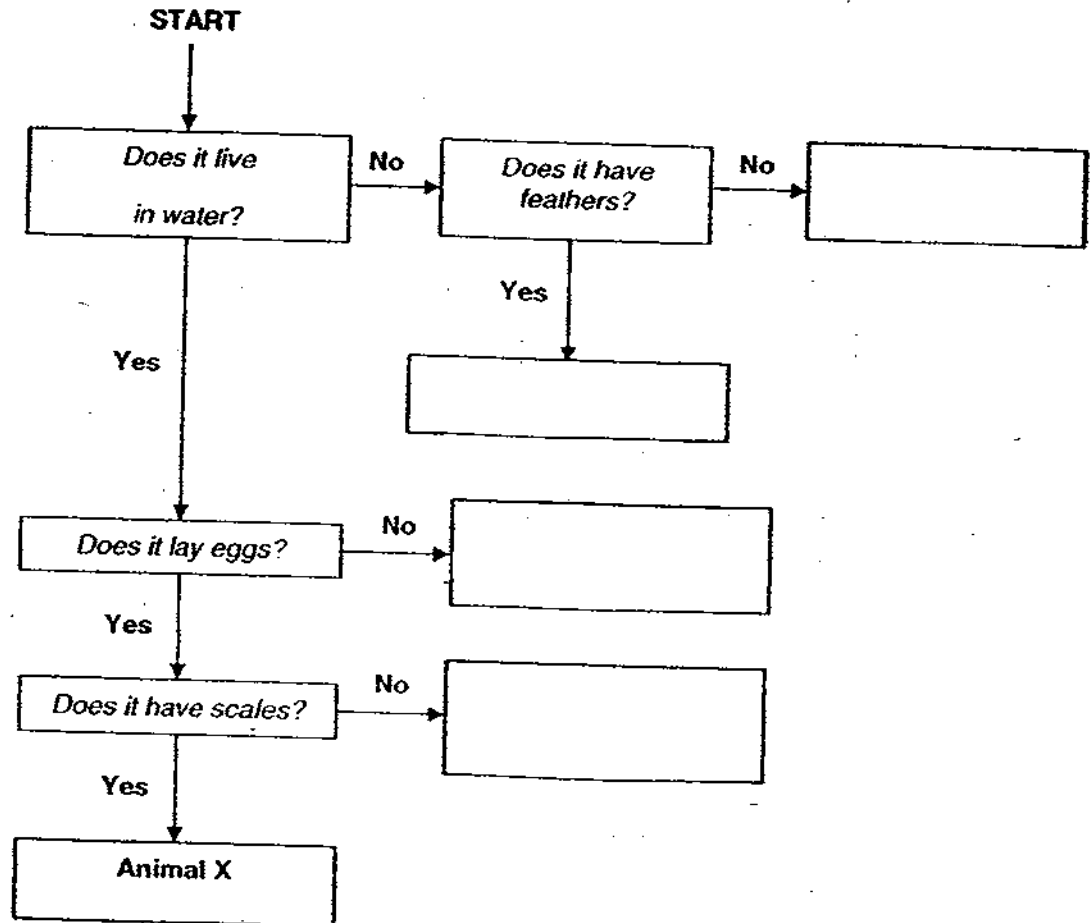 START
Does it live
in water?
No
Does it have
feathers?
No
Yes
Yes
Does it lay eggs?
No
Yes
Does it have scales?
No
Yes
Animal X